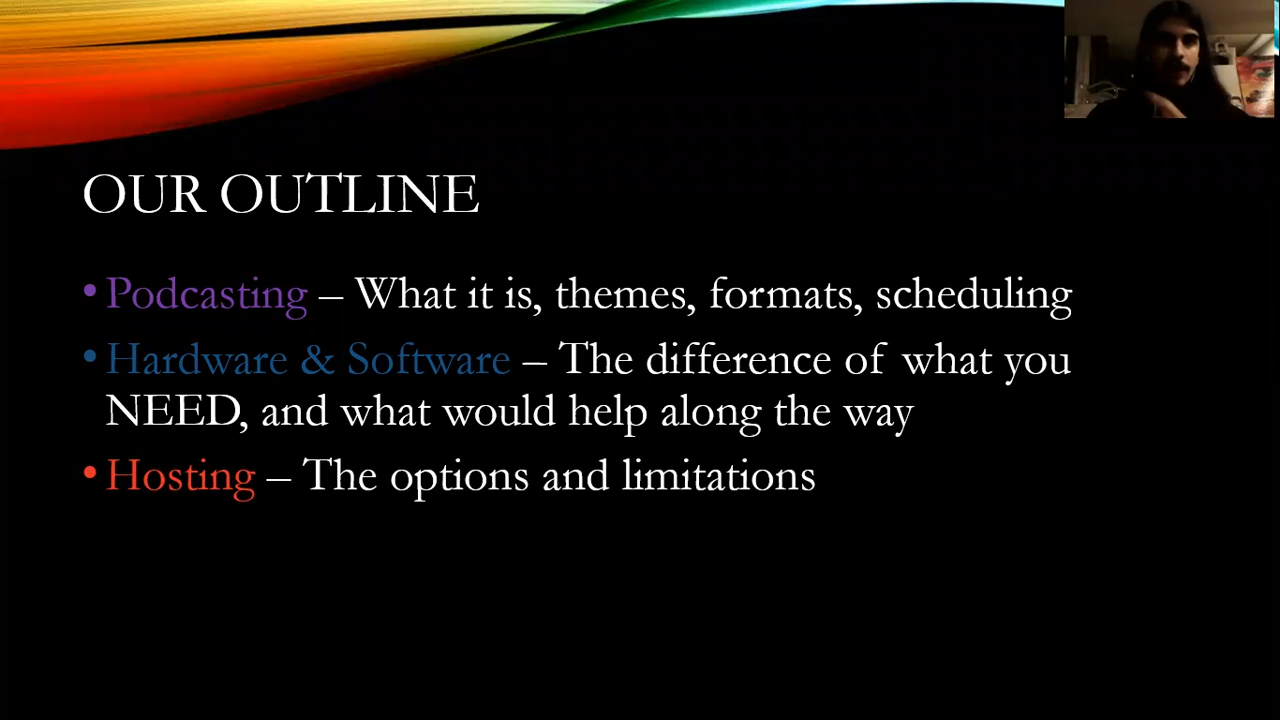 OUR OUTLINE
• Podcasting – What it is, themes, formats, scheduling
• Hardware & Software – The difference of what you
NEED, and what would help along the way
• Hosting – The options and limitations